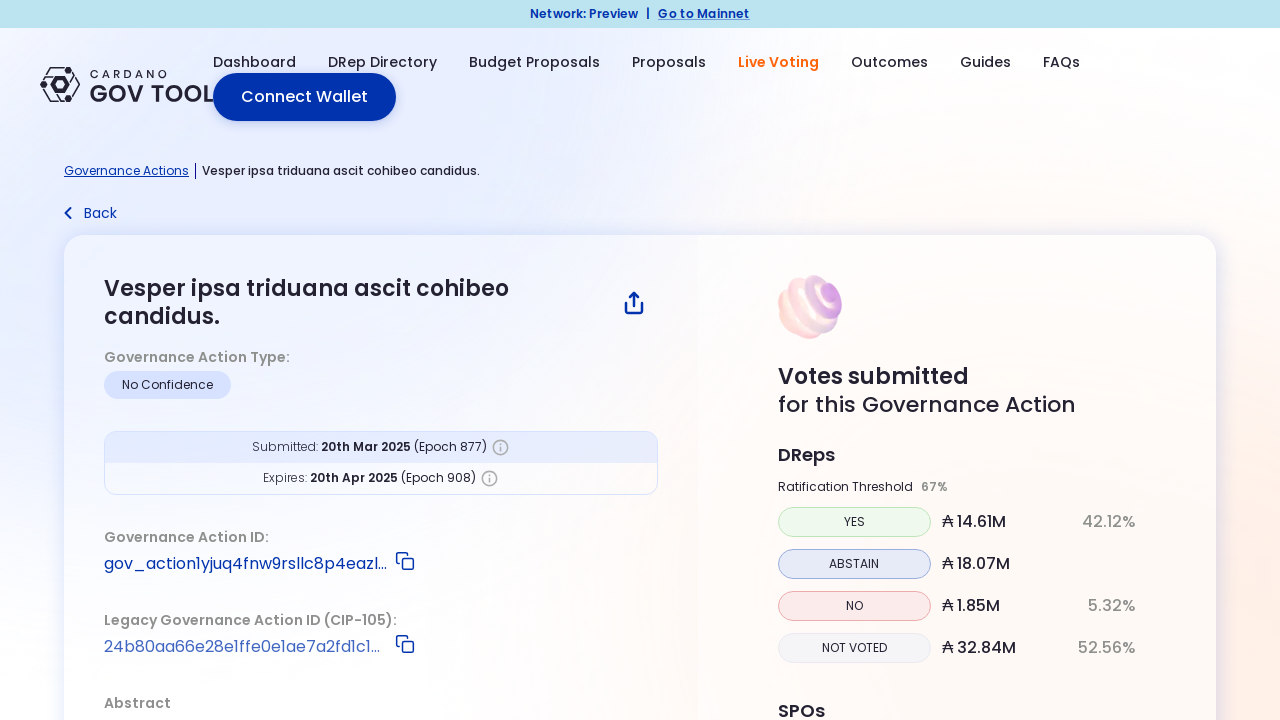 Network: Preview | Go to Mainnet
CARDANO
GOV TOOL
Dashboard DRep Directory Budget Proposals Proposals Live Voting Outcomes Guides FAQs
Connect Wallet
Governance Actions | Vesper ipsa triduana ascit cohibeo candidus.
Back
Vesper ipsa triduana ascit cohibeo
candidus.
Governance Action Type:
No Confidence
Submitted: 20th Mar 2025 (Epoch 877)
Expires: 20th Apr 2025 (Epoch 908)
Governance Action ID:
gov_action1yjuq4fnw9rsllc8p4eazl...
Legacy Governance Action ID (CIP-105):
24b80aa66e28e1ffe0e1ae7a2fd1c1...
Abstract
Votes submitted
for this Governance Action
DReps
Ratification Threshold 67%
YES ₳ 14.61M 42.12%
ABSTAIN ₳ 18.07M
NO ₳ 1.85M 5.32%
NOT VOTED ₳ 32.84M 52.56%
SPOs